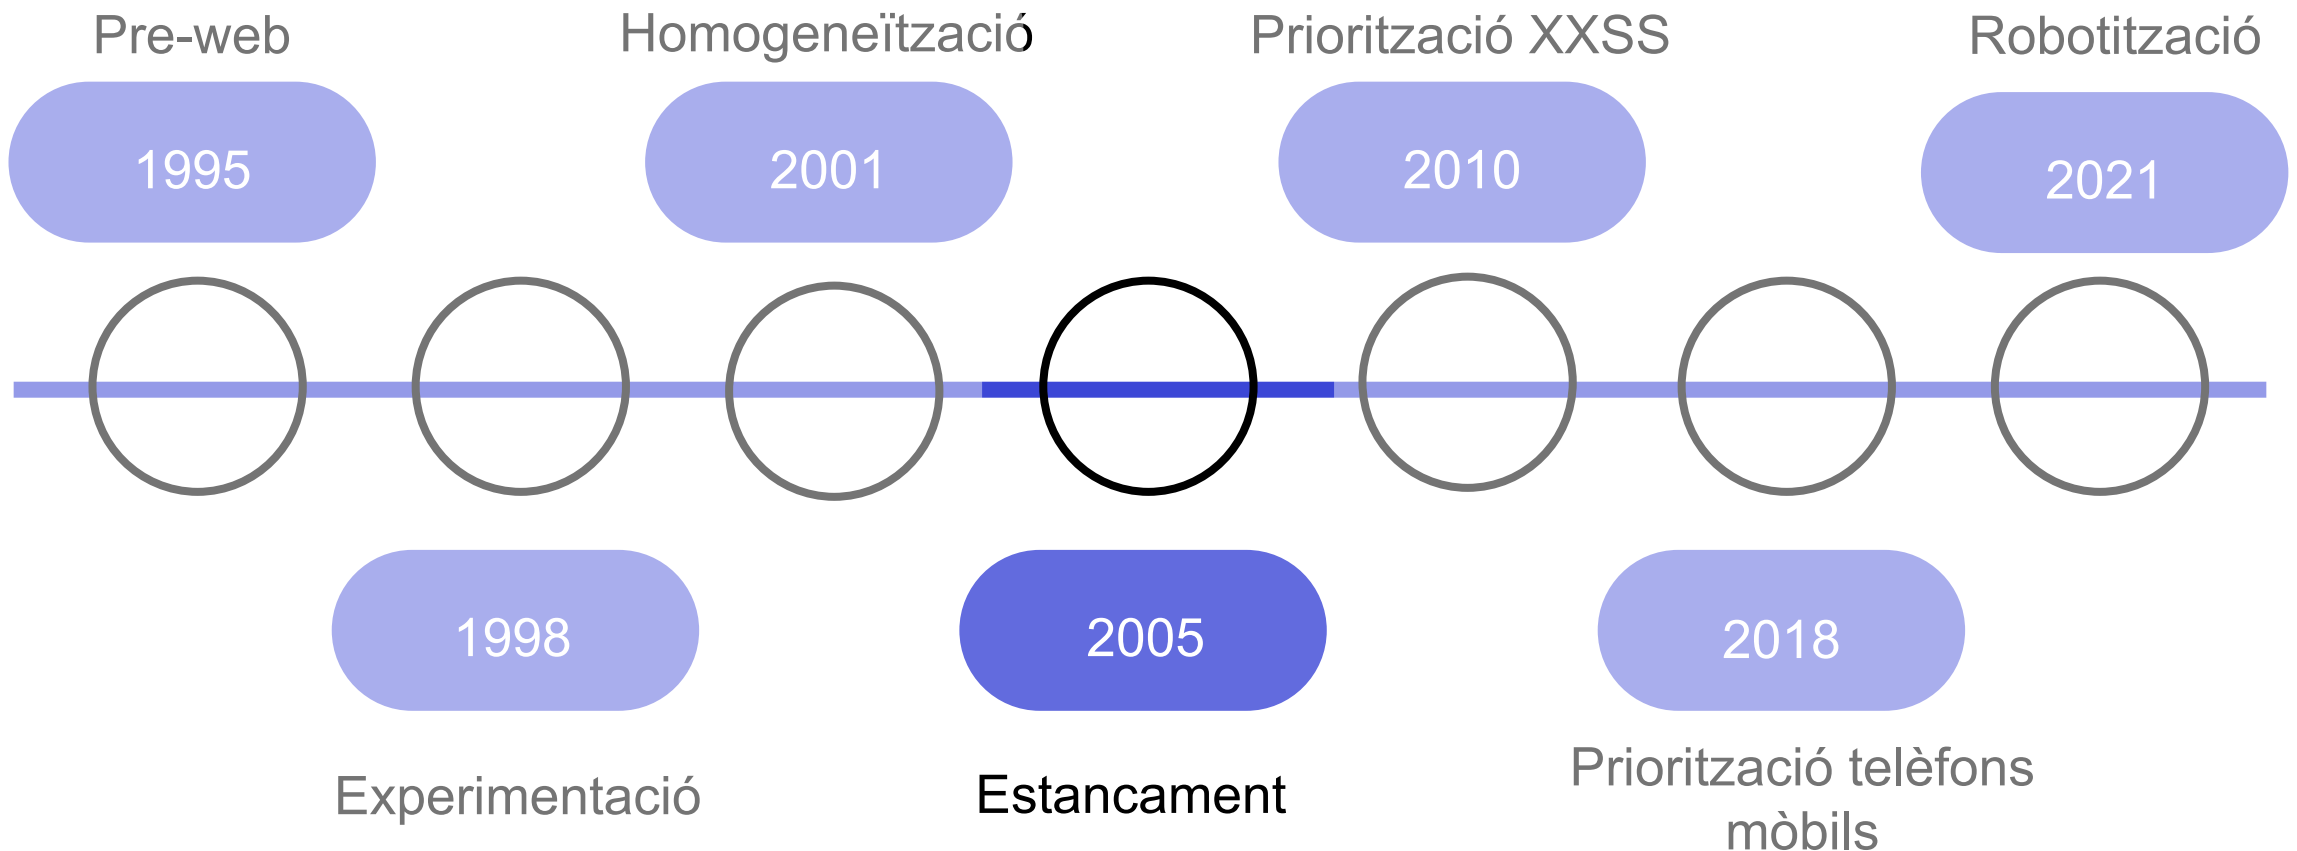 Pre-web
1995
Homogeneïtzació
2001
Priorització XXSS
2010
Robotització
2021
1998
Experimentació
2005
Estancament
2018
Priorització telèfons
mòbils